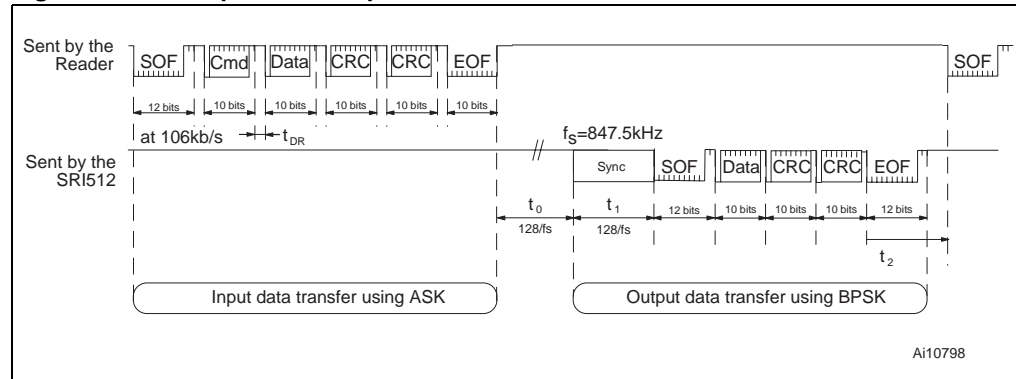 Sent by the
Reader
SOF Cmd Data CRC CRC EOF SOF
12 bits 10 bits 10 bits 10 bits 10 bits 10 bits
at 106kb/s tDR fS=847.5kHz
Sent by the
SRI512
Sync SOF Data CRC CRC EOF
t0 t1 12 bits 10 bits 10 bits 10 bits 12 bits
128/fs 128/fs
t2
Input data transfer using ASK Output data transfer using BPSK
Ai10798